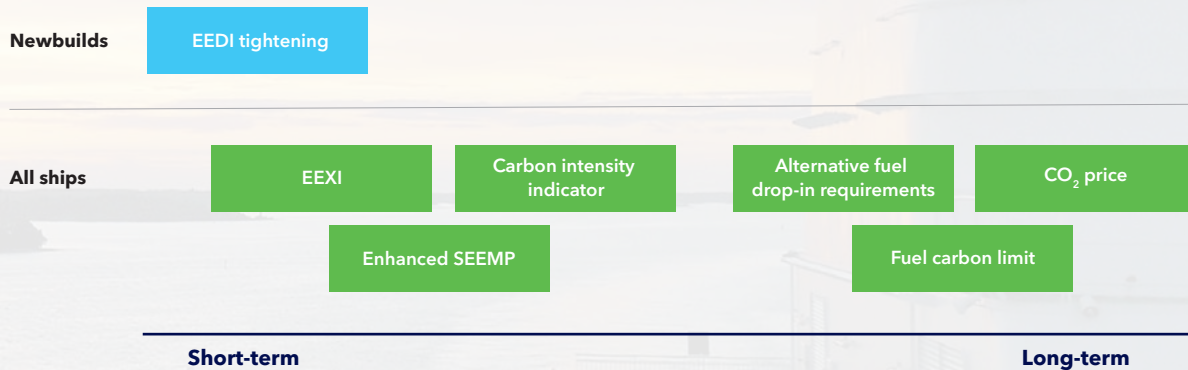 Newbuilds
EEDI tightening
All ships
EEXI
Carbon intensity
indicator
Alternative fuel
drop-in requirements
CO₂ price
Enhanced SEEMP
Fuel carbon limit
Short-term
Long-term